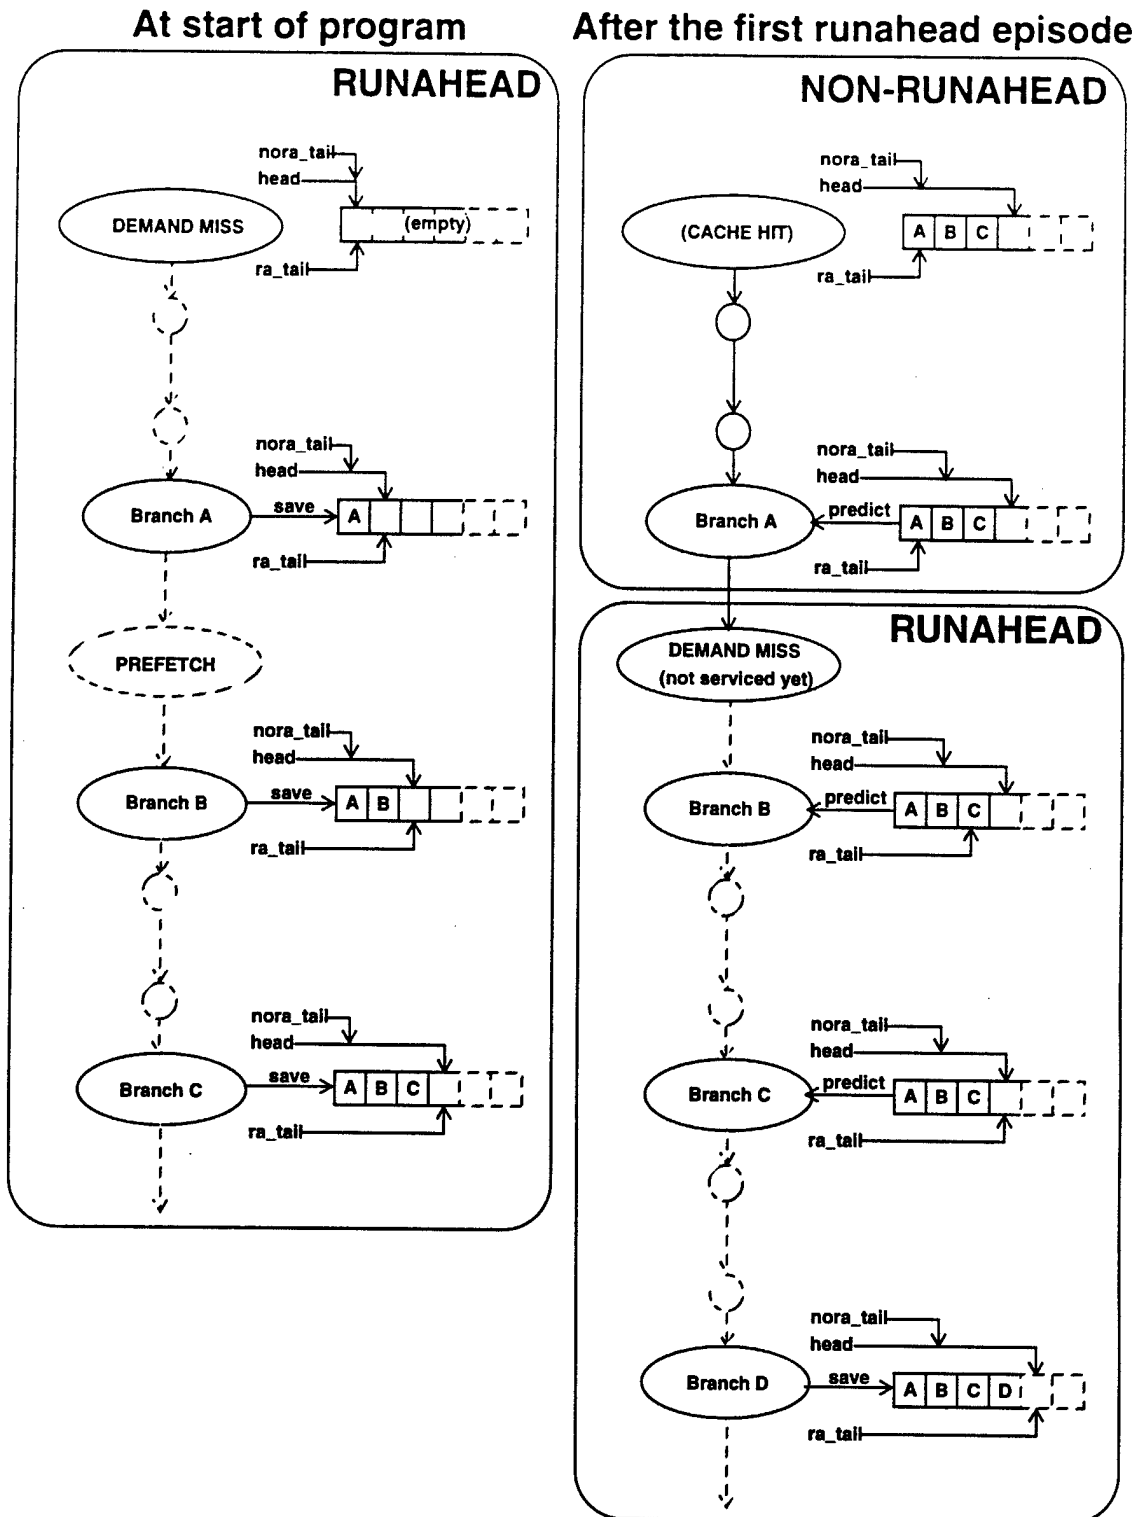 At start of program
RUNAHEAD
nora_tail
head
DEMAND MISS
(empty)
ra_tail
nora_tail
head
Branch A
save
A
ra_tail
PREFETCH
nora_tail
head
Branch B
save
A B
ra_tail
nora_tail
head
Branch C
save
A B C
ra_tail
After the first runahead episode
NON-RUNAHEAD
nora_tail
head
(CACHE HIT)
A B C
ra_tail
nora_tail
head
Branch A
predict
A B C
ra_tail
RUNAHEAD
DEMAND MISS
(not serviced yet)
nora_tail
head
Branch B
predict
A B C
ra_tail
nora_tail
head
Branch C
predict
A B C
ra_tail
nora_tail
head
Branch D
save
A B C D
ra_tail